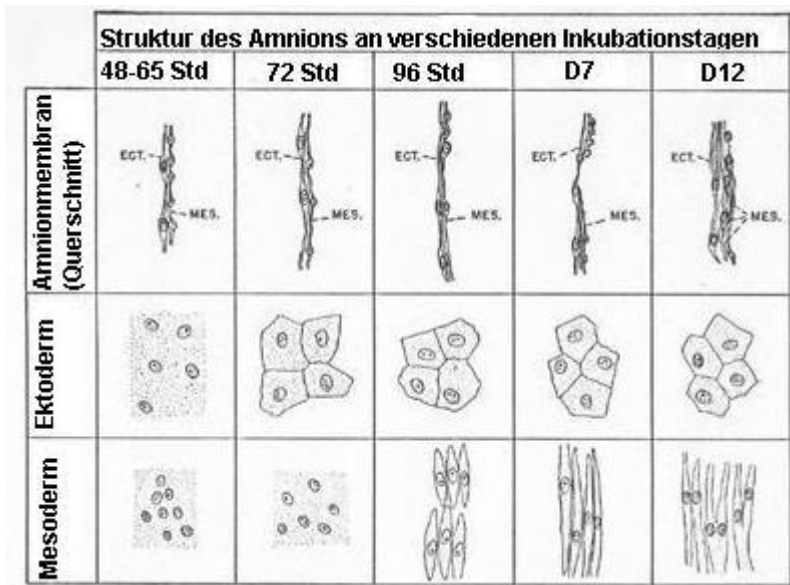 Struktur des Amnions an verschiedenen Inkubationstagen
48-65 Std 72 Std 96 Std D7 D12
Amnionmembran
(Querschnitt)
ECT. MES.
ECT. MES.
ECT. MES.
ECT. MES.
ECT. MES.
Ektoderm
Mesoderm